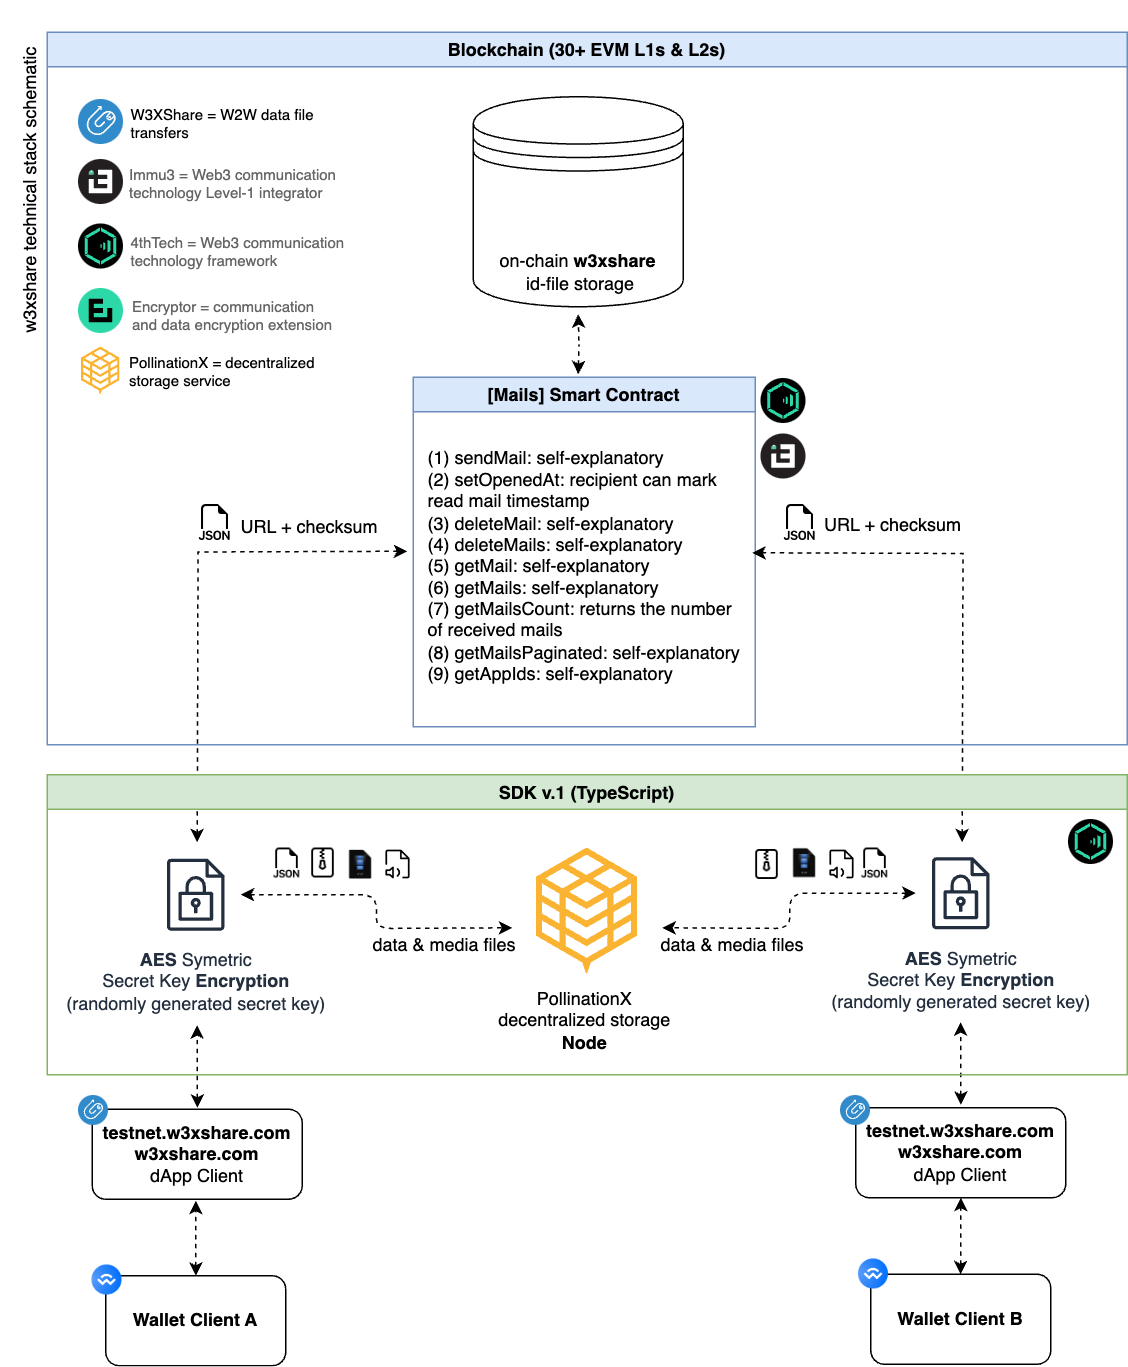 w3xshare technical stack schematic
Blockchain (30+ EVM L1s & L2s)
W3XShare = W2W data file
transfers
Immu3 = Web3 communication
technology Level-1 integrator
4thTech = Web3 communication
technology framework
Encryptor = communication
and data encryption extension
PollinationX = decentralized
storage service
on-chain w3xshare
id-file storage
[Mails] Smart Contract
(1) sendMail: self-explanatory
(2) setOpenedAt: recipient can mark
read mail timestamp
(3) deleteMail: self-explanatory
(4) deleteMails: self-explanatory
(5) getMail: self-explanatory
(6) getMails: self-explanatory
(7) getMailsCount: returns the number
of received mails
(8) getMailsPaginated: self-explanatory
(9) getAppIds: self-explanatory
JSON
URL + checksum
JSON
URL + checksum
SDK v.1 (TypeScript)
JSON
JSON
data & media files
data & media files
AES Symetric
Secret Key Encryption
(randomly generated secret key)
PollinationX
decentralized storage
Node
AES Symetric
Secret Key Encryption
(randomly generated secret key)
testnet.w3xshare.com
w3xshare.com
dApp Client
testnet.w3xshare.com
w3xshare.com
dApp Client
Wallet Client A
Wallet Client B